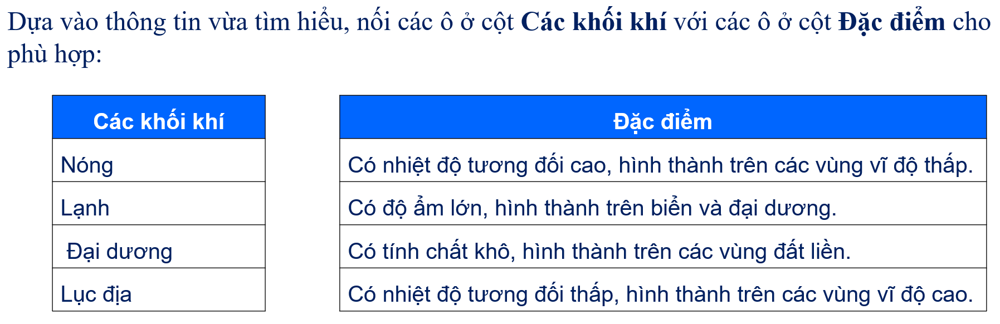 Dựa vào thông tin vừa tìm hiểu, nối các ô ở cột Các khối khí với các ô ở cột Đặc điểm cho
phù hợp:
Các khối khí
Đặc điểm
Nóng
Có nhiệt độ tương đối cao, hình thành trên các vùng vĩ độ thấp.
Lạnh
Có độ ẩm lớn, hình thành trên biển và đại dương.
Đại dương
Có tính chất khô, hình thành trên các vùng đất liền.
Lục địa
Có nhiệt độ tương đối thấp, hình thành trên các vùng vĩ độ cao.